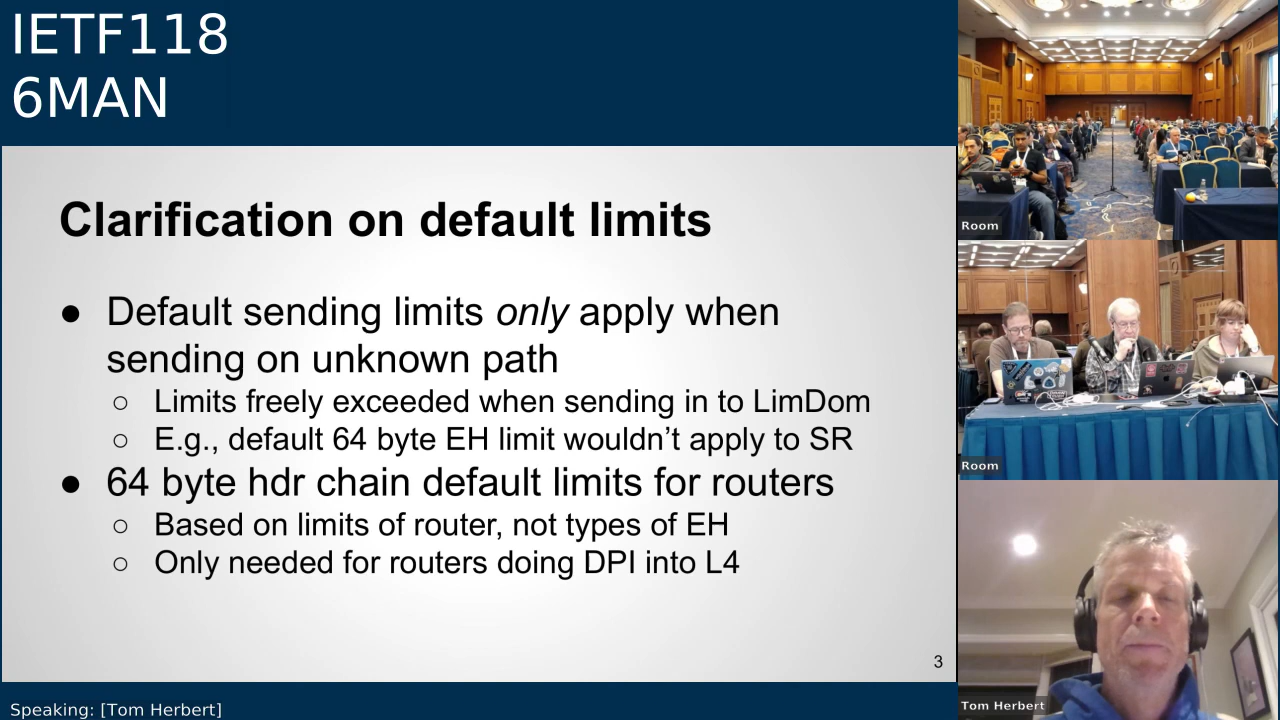 IETF118
6MAN
Clarification on default limits
● Default sending limits only apply when
sending on unknown path
○ Limits freely exceeded when sending in to LimDom
○ E.g., default 64 byte EH limit wouldn’t apply to SR
● 64 byte hdr chain default limits for routers
○ Based on limits of router, not types of EH
○ Only needed for routers doing DPI into L4
3
Speaking: [Tom Herbert]
Room
Room
Tom Herbert